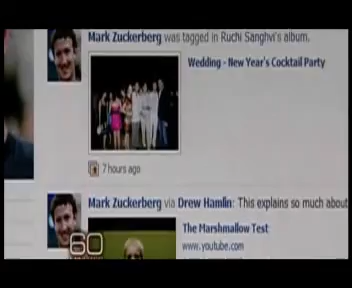 Mark Zuckerberg was tagged in Ruchi Sanghvi's album.
Wedding - New Year's Cocktail Party
7 hours ago
Mark Zuckerberg via Drew Hamlin: This explains so much about
The Marshmallow Test
www.youtube.com
60